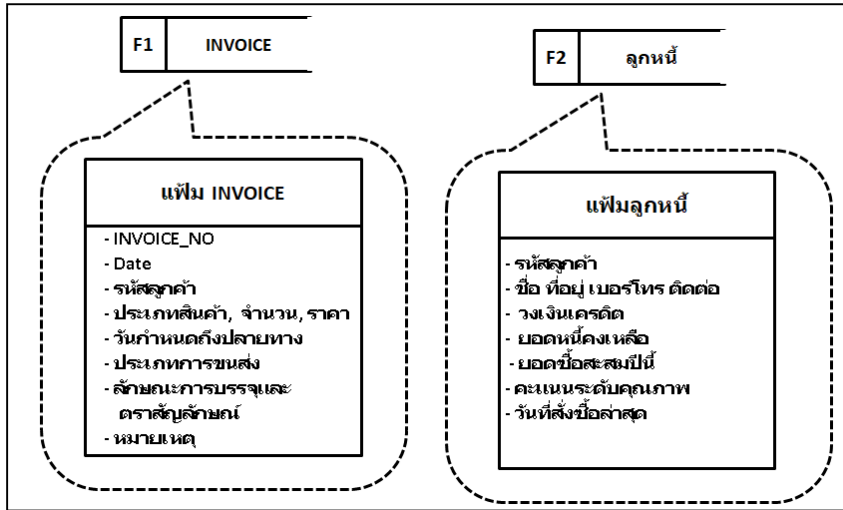 F1 INVOICE
แฟ้ม INVOICE
- INVOICE_NO
- Date
- รหัสลูกค้า
- ประเภทสินค้า, จำนวน, ราคา
- วันกำหนดถึงปลายทาง
- ประเภทการขนส่ง
- ลักษณะการบรรจุและ
ตราสัญลักษณ์
- หมายเหตุ
F2 ลูกหนี้
แฟ้มลูกหนี้
- รหัสลูกค้า
- ชื่อ ที่อยู่ เบอร์โทร ติดต่อ
- วงเงินเครดิต
- ยอดหนี้คงเหลือ
- ยอดซื้อสะสมปีนี้
- คะแนนระดับคุณภาพ
- วันที่สั่งซื้อล่าสุด